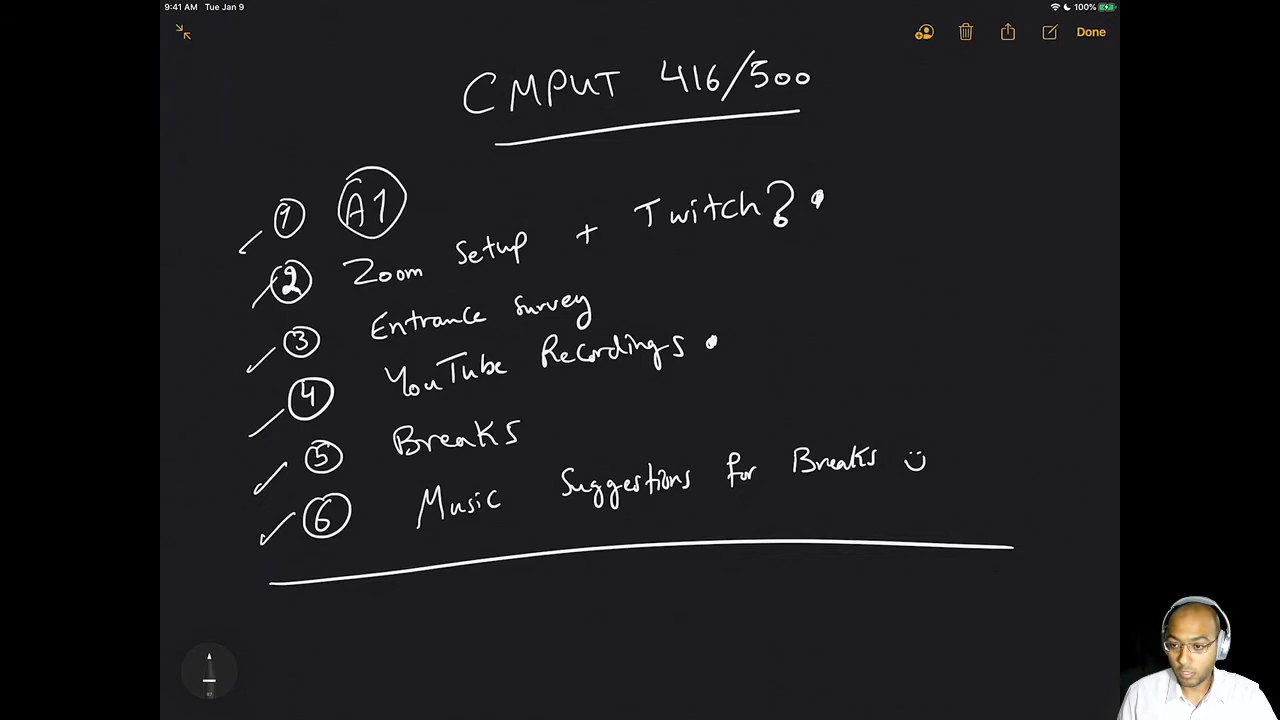 9:41 AM Tue Jan 9
100%
Done
CMPUT 416/500
1 A1
2 Zoom Setup + Twitch?
3 Entrance Survey
4 YouTube Recordings
5 Breaks
6 Music Suggestions for Breaks